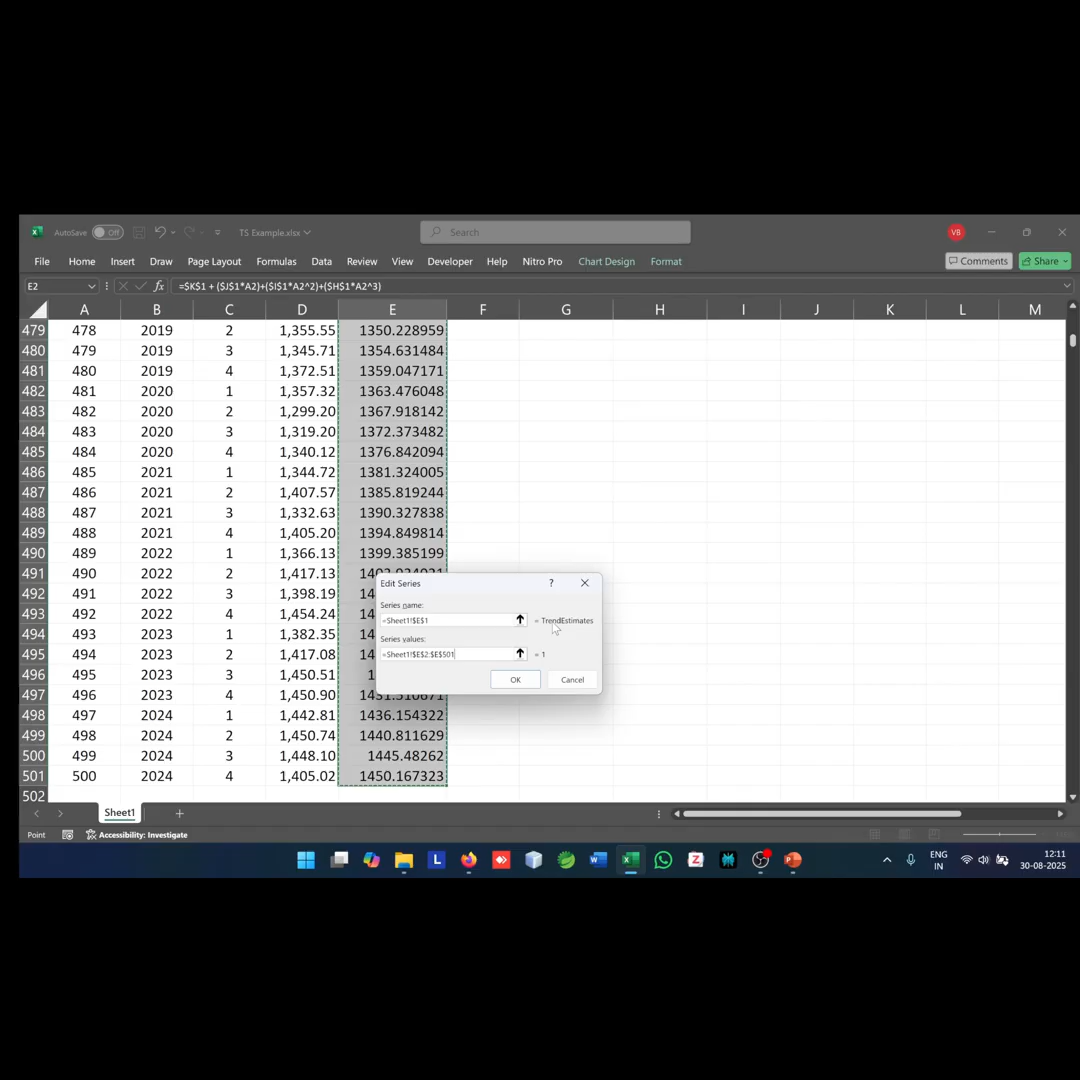 AutoSave Off TS Example.xlsx Search VB
File Home Insert Draw Page Layout Formulas Data Review View Developer Help Nitro Pro Chart Design Format Comments Share
E2 fx =$K$1 + ($J$1*A2)+($I$1*A2^2)+($H$1*A2^3)
A B C D E F G H I J K L M
479 478 2019 2 1,355.55 1350.228959
480 479 2019 3 1,345.71 1354.631484
481 480 2019 4 1,372.51 1359.047171
482 481 2020 1 1,357.32 1363.476048
483 482 2020 2 1,299.20 1367.918142
484 483 2020 3 1,319.20 1372.373482
485 484 2020 4 1,340.12 1376.842094
486 485 2021 1 1,344.72 1381.324005
487 486 2021 2 1,407.57 1385.819244
488 487 2021 3 1,332.63 1390.327838
489 488 2021 4 1,405.20 1394.849814
490 489 2022 1 1,366.13 1399.385199
491 490 2022 2 1,417.13
492 491 2022 3 1,398.19
493 492 2022 4 1,454.24
494 493 2023 1 1,382.35
495 494 2023 2 1,417.08
496 495 2023 3 1,450.51
497 496 2023 4 1,450.90
498 497 2024 1 1,442.81 1436.154322
499 498 2024 2 1,450.74 1440.811629
500 499 2024 3 1,448.10 1445.48262
501 500 2024 4 1,405.02 1450.167323
502
Edit Series ?
Series name:
=Sheet1!$E$1 = TrendEstimates
Series values:
=Sheet1!$E$2:$E$501 = 1
OK Cancel
Sheet1
Point Accessibility: Investigate
ENG
IN
12:11
30-08-2025